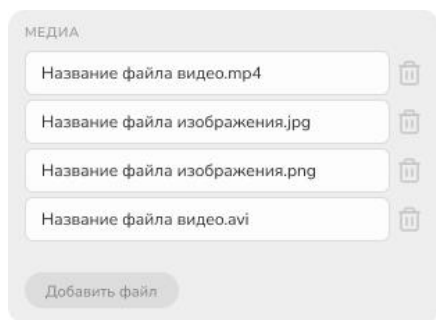 МЕДИА
Название файла видео.mp4
Название файла изображения.jpg
Название файла изображения.png
Название файла видео.avi
Добавить файл